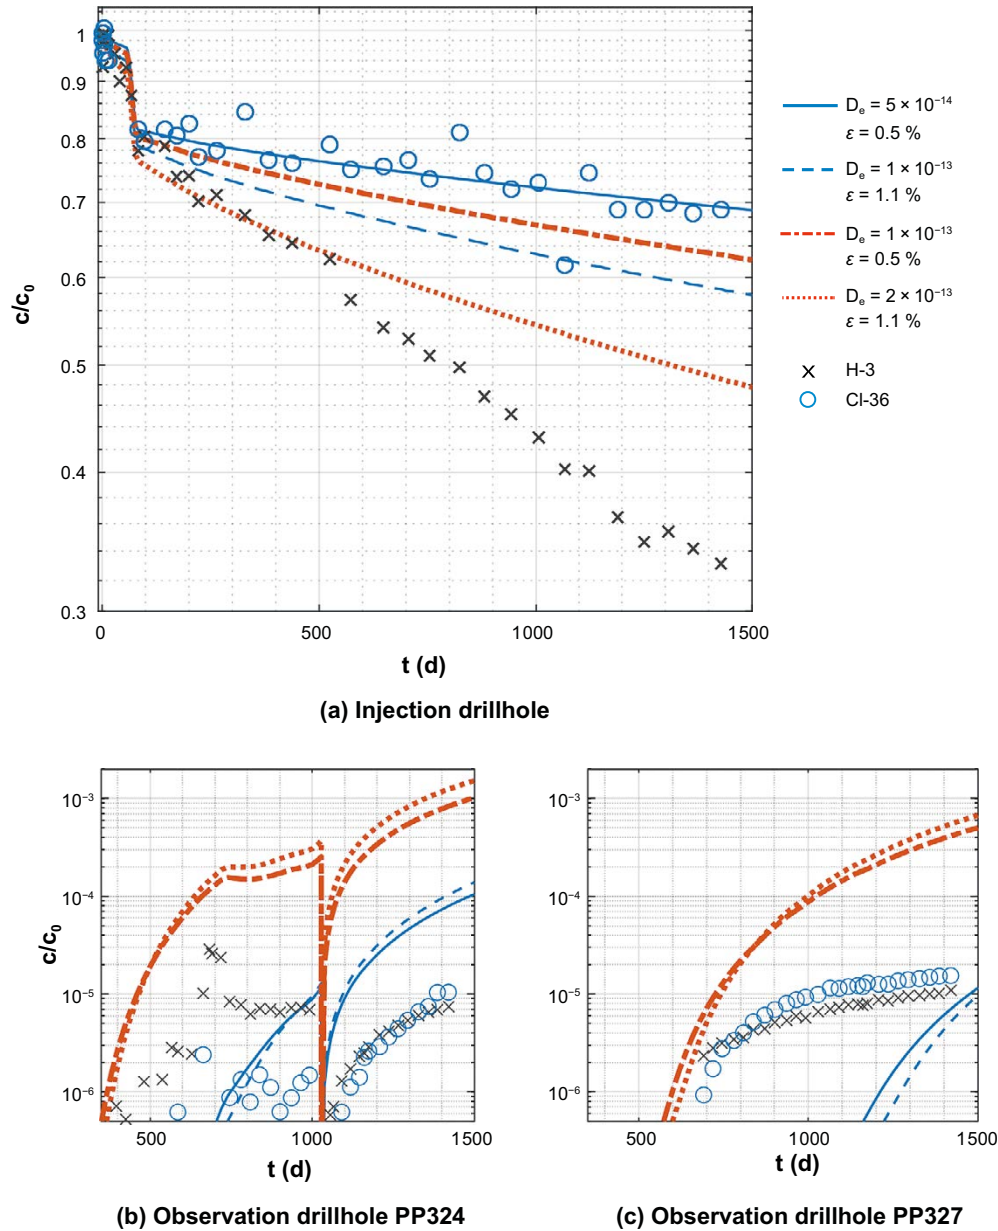 1
0.9
0.8
0.7
0.6
0.5
0.4
0.3
c/c₀
0
500
1000
1500
t (d)
(a) Injection drillhole
Dₑ = 5 × 10⁻¹⁴
ε = 0.5 %
Dₑ = 1 × 10⁻¹³
ε = 1.1 %
Dₑ = 1 × 10⁻¹³
ε = 0.5 %
Dₑ = 2 × 10⁻¹³
ε = 1.1 %
H-3
Cl-36
10⁻³
10⁻⁴
10⁻⁵
10⁻⁶
c/c₀
500
1000
1500
t (d)
(b) Observation drillhole PP324
10⁻³
10⁻⁴
10⁻⁵
10⁻⁶
500
1000
1500
t (d)
(c) Observation drillhole PP327